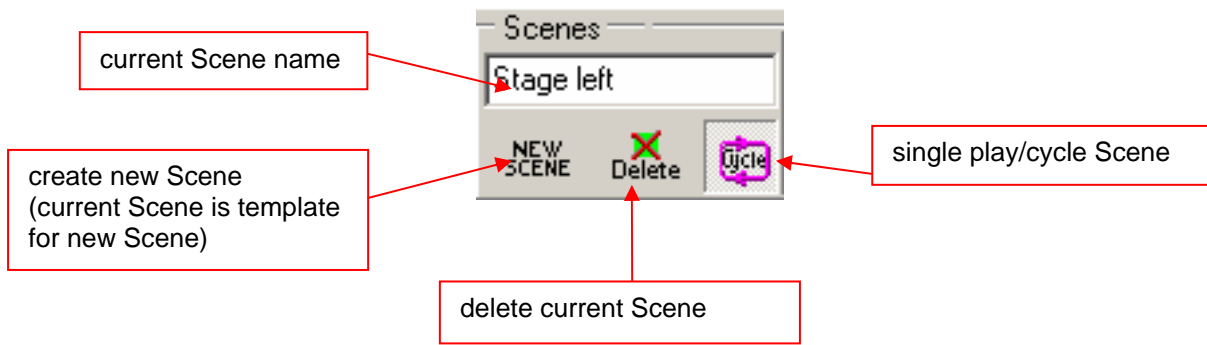 Scenes
current Scene name
Stage left
NEW
SCENE
Delete
Cycle
single play/cycle Scene
create new Scene
(current Scene is template
for new Scene)
delete current Scene